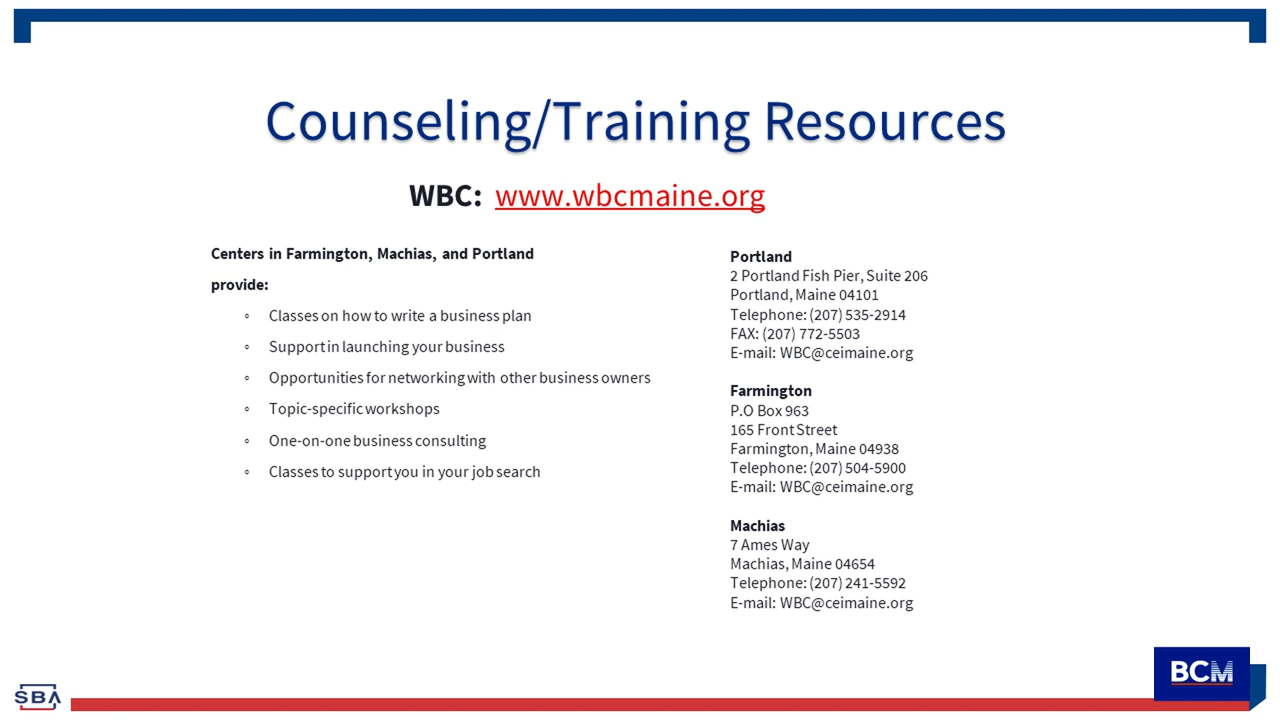 Counseling/Training Resources
WBC: www.wbcmaine.org
Centers in Farmington, Machias, and Portland
provide:
◦ Classes on how to write a business plan
◦ Support in launching your business
◦ Opportunities for networking with other business owners
◦ Topic-specific workshops
◦ One-on-one business consulting
◦ Classes to support you in your job search
Portland
2 Portland Fish Pier, Suite 206
Portland, Maine 04101
Telephone: (207) 535-2914
FAX: (207) 772-5503
E-mail: WBC@ceimaine.org
Farmington
P.O Box 963
165 Front Street
Farmington, Maine 04938
Telephone: (207) 504-5900
E-mail: WBC@ceimaine.org
Machias
7 Ames Way
Machias, Maine 04654
Telephone: (207) 241-5592
E-mail: WBC@ceimaine.org
SBA
BCM